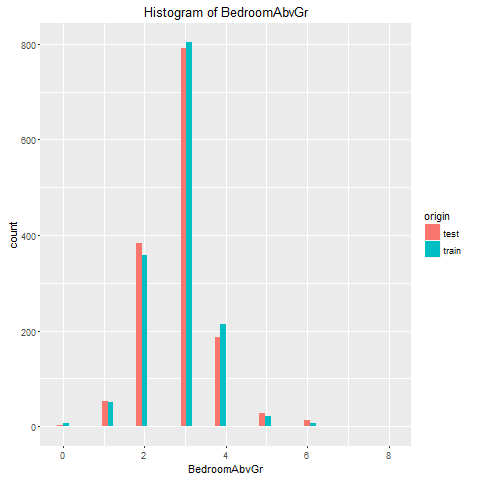 Histogram of BedroomAbvGr
800
600
400
200
0
count
0 2 4 6 8
BedroomAbvGr
origin
test
train